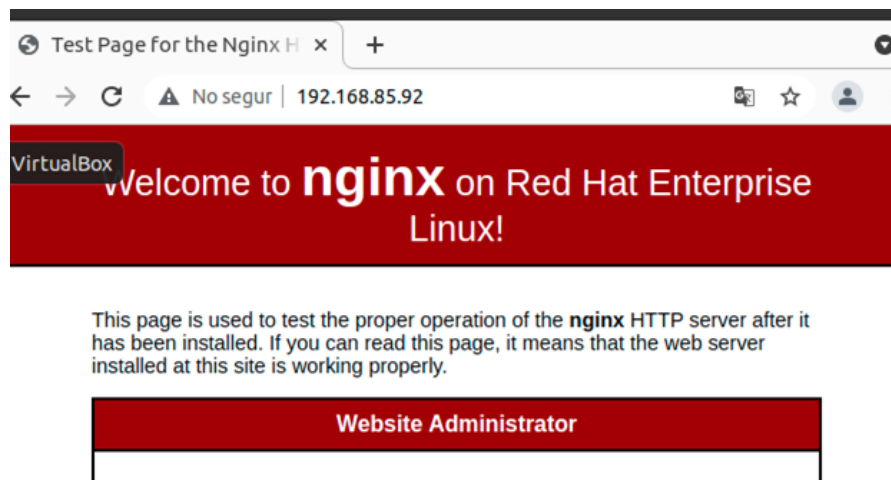 Test Page for the Nginx H
No segur 192.168.85.92
VirtualBox
Welcome to nginx on Red Hat Enterprise
Linux!
This page is used to test the proper operation of the nginx HTTP server after it
has been installed. If you can read this page, it means that the web server
installed at this site is working properly.
Website Administrator